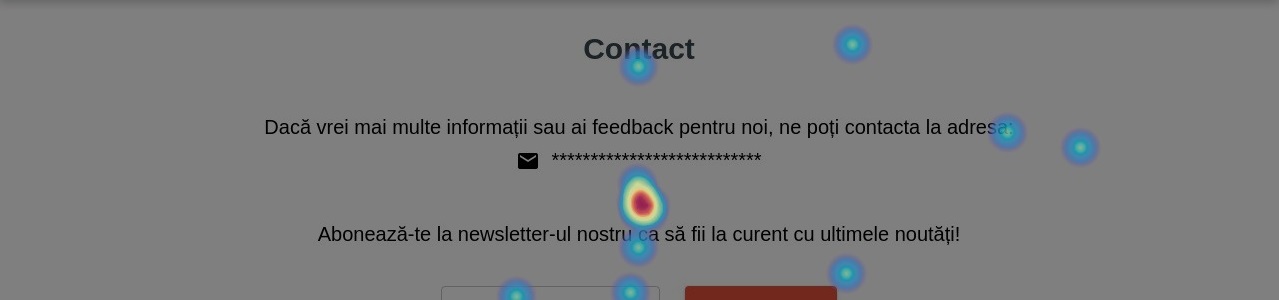 Contact
Dacă vrei mai multe informații sau ai feedback pentru noi, ne poți contacta la adresa:
***************************
Abonează-te la newsletter-ul nostru ca să fii la curent cu ultimele noutăți!